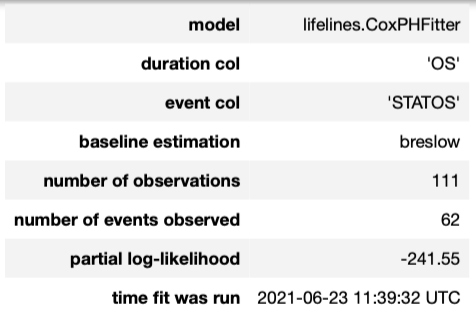 model lifelines.CoxPHFitter
duration col 'OS'
event col 'STATOS'
baseline estimation breslow
number of observations 111
number of events observed 62
partial log-likelihood -241.55
time fit was run 2021-06-23 11:39:32 UTC